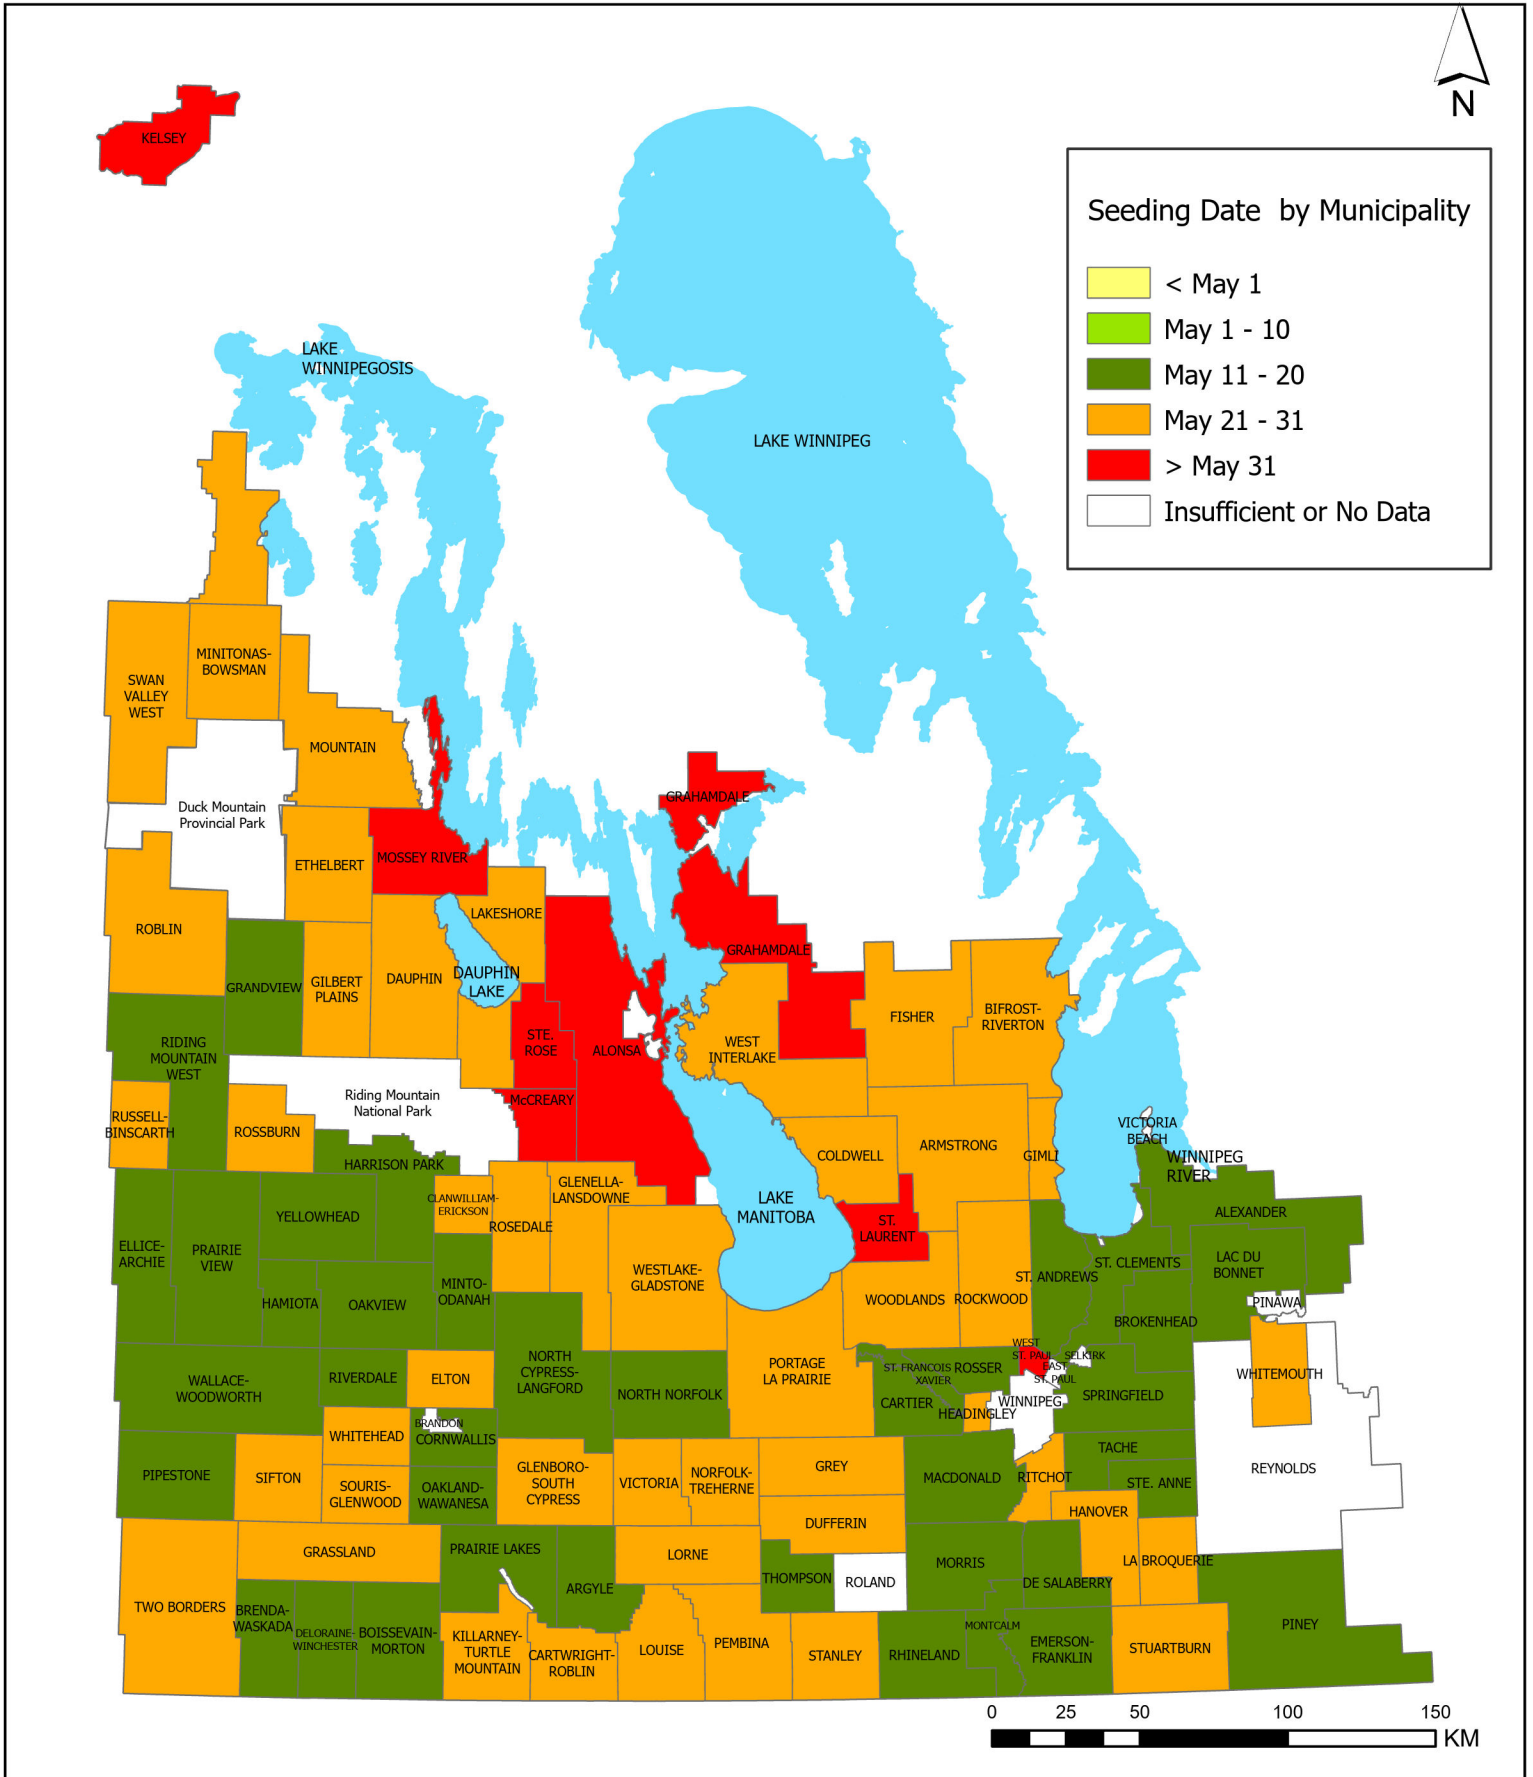 N
KELSEY
Seeding Date by Municipality
< May 1
May 1 - 10
May 11 - 20
May 21 - 31
> May 31
Insufficient or No Data
LAKE
WINNIPEGOSIS
LAKE WINNIPEG
MINITONAS-
BOWSMAN
SWAN
VALLEY
WEST
MOUNTAIN
Duck Mountain
Provincial Park
GRAHAMDALE
ETHELBERT
MOSSEY RIVER
LAKESHORE
ROBLIN
GRANDVIEW
GILBERT
PLAINS
DAUPHIN
DAUPHIN
LAKE
GRAHAMDALE
FISHER
BIFROST-
RIVERTON
RIDING
MOUNTAIN
WEST
STE.
ROSE
ALONSA
WEST
INTERLAKE
Riding Mountain
National Park
McCREARY
RUSSELL-
BINSCARTH
ROSSBURN
VICTORIA
BEACH
HARRISON PARK
COLDWELL
ARMSTRONG
GIMLI
WINNIPEG
RIVER
CLANWILLIAM-
ERICKSON
GLENELLA-
LANSDOWNE
ROSEDALE
LAKE
MANITOBA
ST.
LAURENT
ALEXANDER
YELLOWHEAD
ELLICE-
ARCHIE
PRAIRIE
VIEW
WESTLAKE-
GLADSTONE
ST. ANDREWS
ST. CLEMENTS
LAC DU
BONNET
HAMIOTA
OAKVIEW
MINTO-
ODANAH
WOODLANDS
ROCKWOOD
PINAWA
BROKENHEAD
WALLACE-
WOODWORTH
RIVERDALE
ELTON
NORTH
CYPRESS-
LANGFORD
NORTH NORFOLK
PORTAGE
LA PRAIRIE
ST. FRANCOIS
XAVIER
ROSSER
WEST
ST. PAUL
EAST
ST. PAUL
SELKIRK
WHITEMOUTH
CARTIER
HEADINGLEY
WINNIPEG
SPRINGFIELD
WHITEHEAD
BRANDON
CORNWALLIS
PIPESTONE
SIFTON
SOURIS-
GLENWOOD
OAKLAND-
WAWANESA
GLENBORO-
SOUTH
CYPRESS
VICTORIA
NORFOLK-
TREHERNE
GREY
MACDONALD
RITCHOT
TACHE
STE. ANNE
REYNOLDS
DUFFERIN
HANOVER
GRASSLAND
PRAIRIE LAKES
LORNE
MORRIS
LA BROQUERIE
ARGYLE
THOMPSON
ROLAND
DE SALABERRY
TWO BORDERS
BRENDA-
WASKADA
DELORAINE-
WINCHESTER
BOISSEVAIN-
MORTON
KILLARNEY-
TURTLE
MOUNTAIN
CARTWRIGHT-
ROBLIN
LOUISE
PEMBINA
STANLEY
RHINELAND
MONTCALM
EMERSON-
FRANKLIN
STUARTBURN
PINEY
0 25 50 100 150
KM